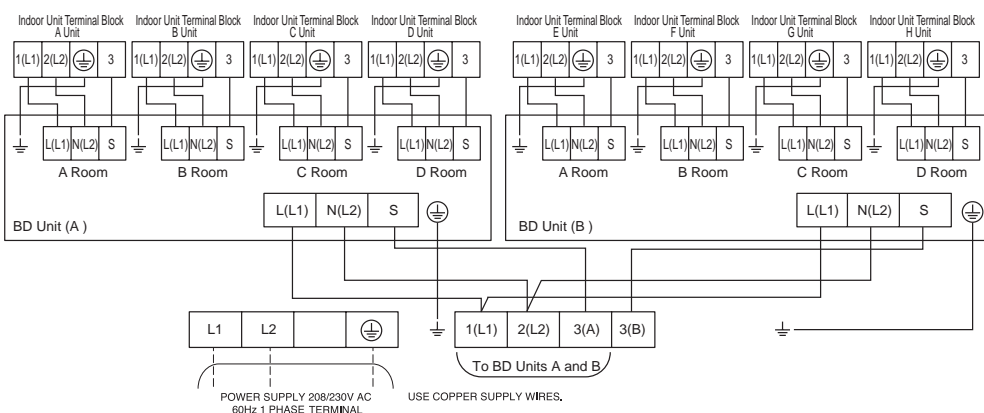 Indoor Unit Terminal Block Indoor Unit Terminal Block Indoor Unit Terminal Block Indoor Unit Terminal Block Indoor Unit Terminal Block Indoor Unit Terminal Block Indoor Unit Terminal Block Indoor Unit Terminal Block
A Unit B Unit C Unit D Unit E Unit F Unit G Unit H Unit
1(L1) 2(L2) 3 1(L1) 2(L2) 3 1(L1) 2(L2) 3 1(L1) 2(L2) 3 1(L1) 2(L2) 3 1(L1) 2(L2) 3 1(L1) 2(L2) 3 1(L1) 2(L2) 3
L(L1) N(L2) S L(L1) N(L2) S L(L1) N(L2) S L(L1) N(L2) S L(L1) N(L2) S L(L1) N(L2) S L(L1) N(L2) S L(L1) N(L2) S
A Room B Room C Room D Room A Room B Room C Room D Room
L(L1) N(L2) S L(L1) N(L2) S
BD Unit (A ) BD Unit (B )
L1 L2 1(L1) 2(L2) 3(A) 3(B)
To BD Units A and B
POWER SUPPLY 208/230V AC USE COPPER SUPPLY WIRES.
60Hz 1 PHASE TERMINAL